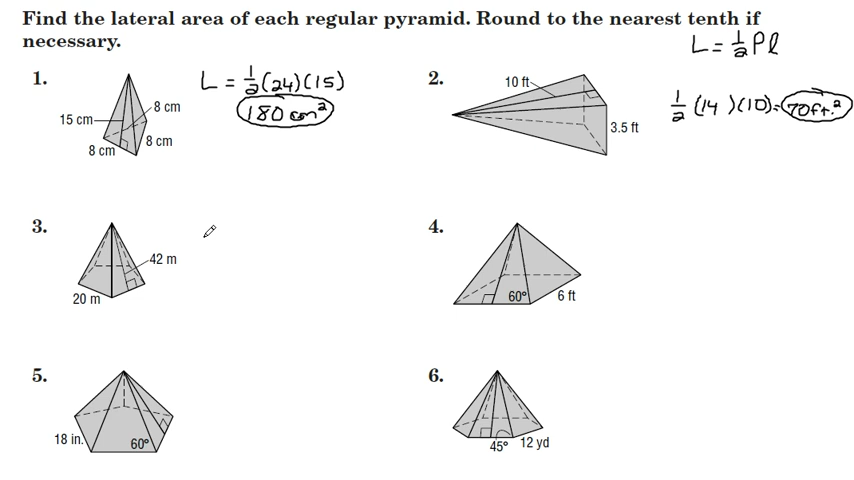 Find the lateral area of each regular pyramid. Round to the nearest tenth if
necessary.
L = ½Pℓ
1.
15 cm
8 cm
8 cm
8 cm
L = ½(24)(15)
180 cm²
2.
10 ft
3.5 ft
½(14)(10)=70ft.²
3.
42 m
20 m
4.
60°
6 ft
5.
18 in.
60°
6.
45°
12 yd